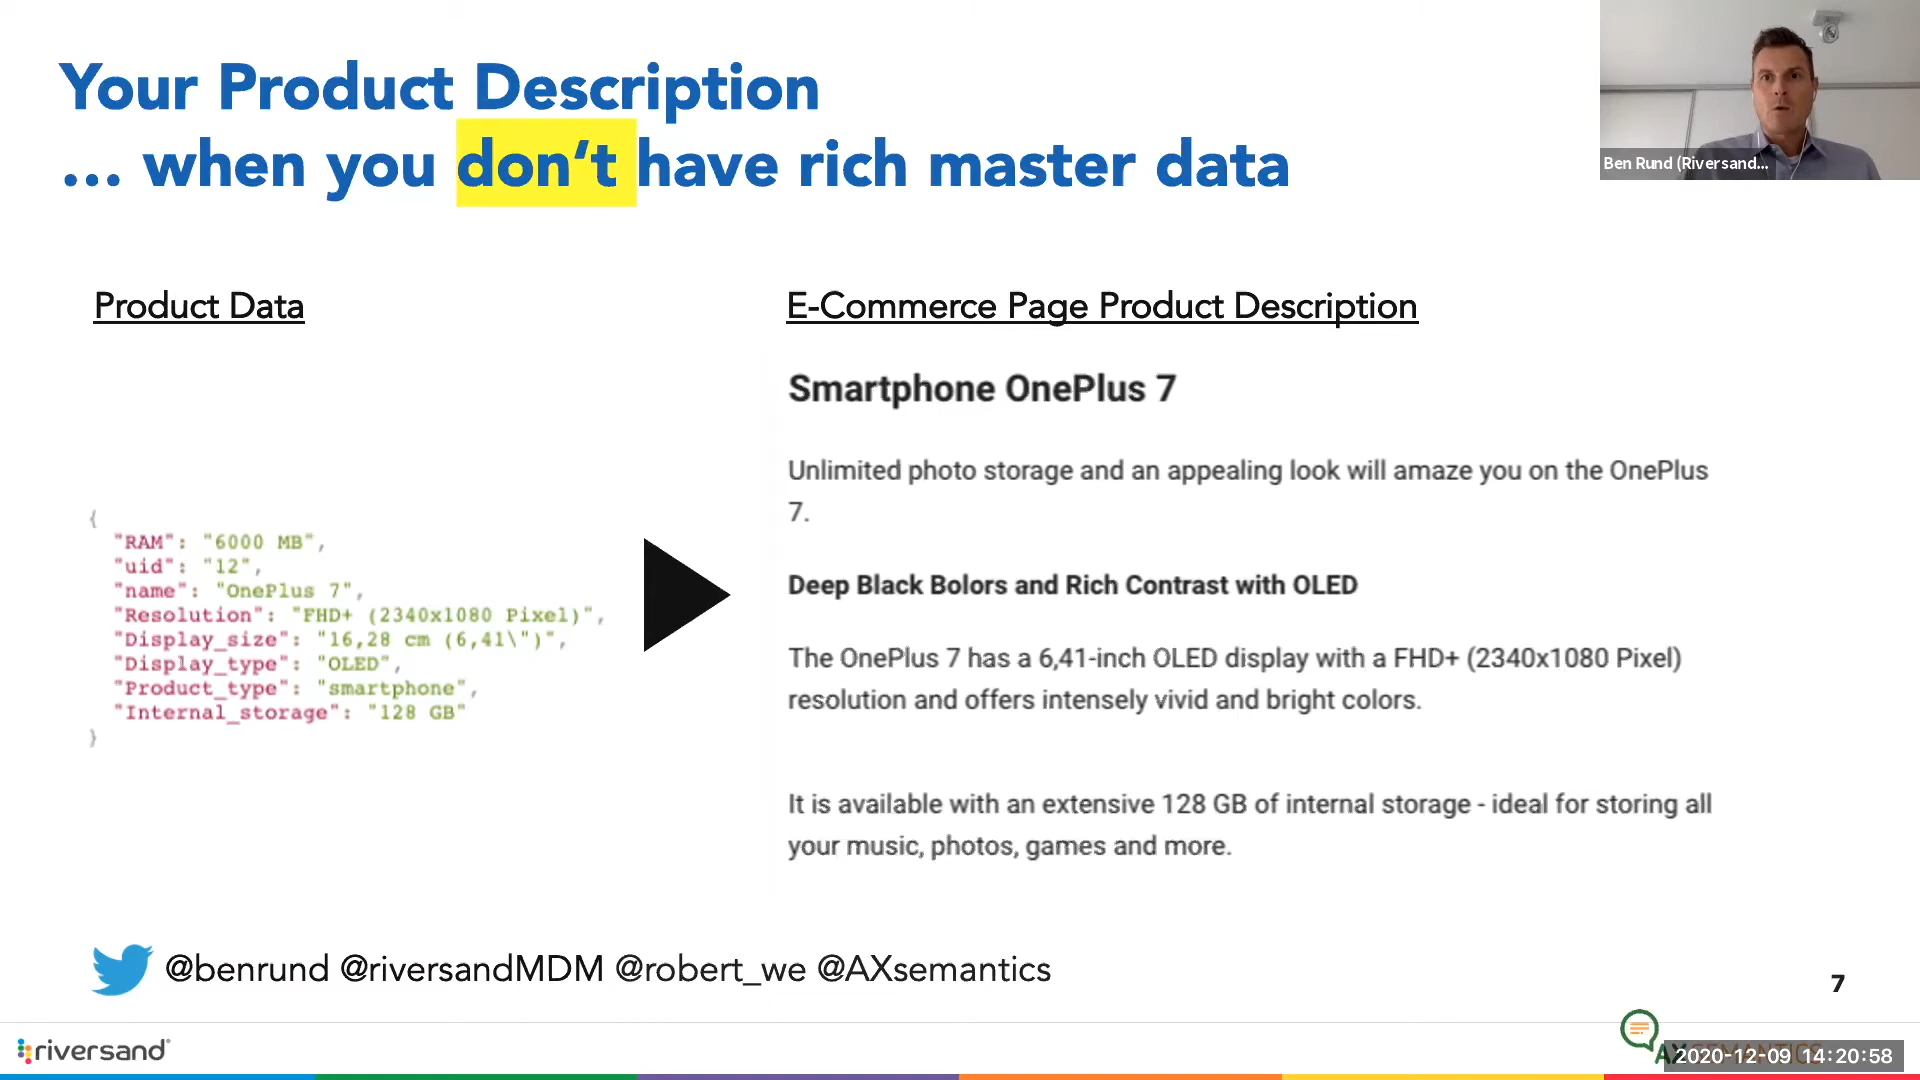 Your Product Description
... when you don‘t have rich master data
Ben Rund (Riversand...
Product Data
E-Commerce Page Product Description
{
"RAM": "6000 MB",
"uid": "12",
"name": "OnePlus 7",
"Resolution": "FHD+ (2340x1080 Pixel)",
"Display_size": "16,28 cm (6,41\")",
"Display_type": "OLED",
"Product_type": "smartphone",
"Internal_storage": "128 GB"
}
Smartphone OnePlus 7
Unlimited photo storage and an appealing look will amaze you on the OnePlus
7.
Deep Black Bolors and Rich Contrast with OLED
The OnePlus 7 has a 6,41-inch OLED display with a FHD+ (2340x1080 Pixel)
resolution and offers intensely vivid and bright colors.
It is available with an extensive 128 GB of internal storage - ideal for storing all
your music, photos, games and more.
@benrund @riversandMDM @robert_we @AXsemantics
7
riversand
2020-12-09 14:20:58